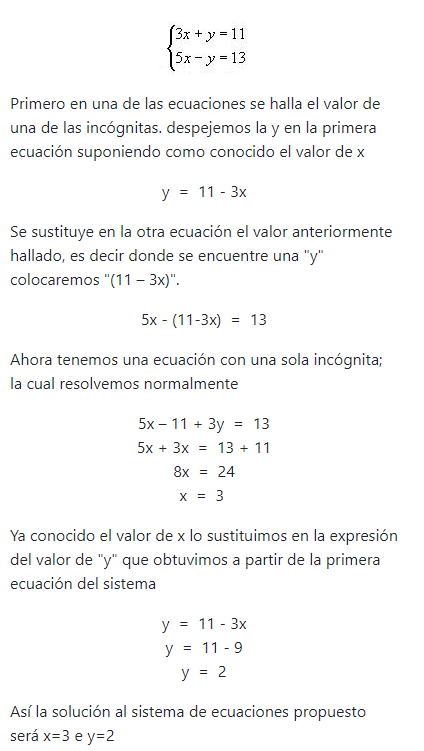 3x + y = 11
5x − y = 13
Primero en una de las ecuaciones se halla el valor de
una de las incógnitas. despejemos la y en la primera
ecuación suponiendo como conocido el valor de x
y = 11 - 3x
Se sustituye en la otra ecuación el valor anteriormente
hallado, es decir donde se encuentre una "y"
colocaremos "(11 – 3x)".
5x - (11-3x) = 13
Ahora tenemos una ecuación con una sola incógnita;
la cual resolvemos normalmente
5x – 11 + 3y = 13
5x + 3x = 13 + 11
8x = 24
x = 3
Ya conocido el valor de x lo sustituimos en la expresión
del valor de "y" que obtuvimos a partir de la primera
ecuación del sistema
y = 11 - 3x
y = 11 - 9
y = 2
Así la solución al sistema de ecuaciones propuesto
será x=3 e y=2